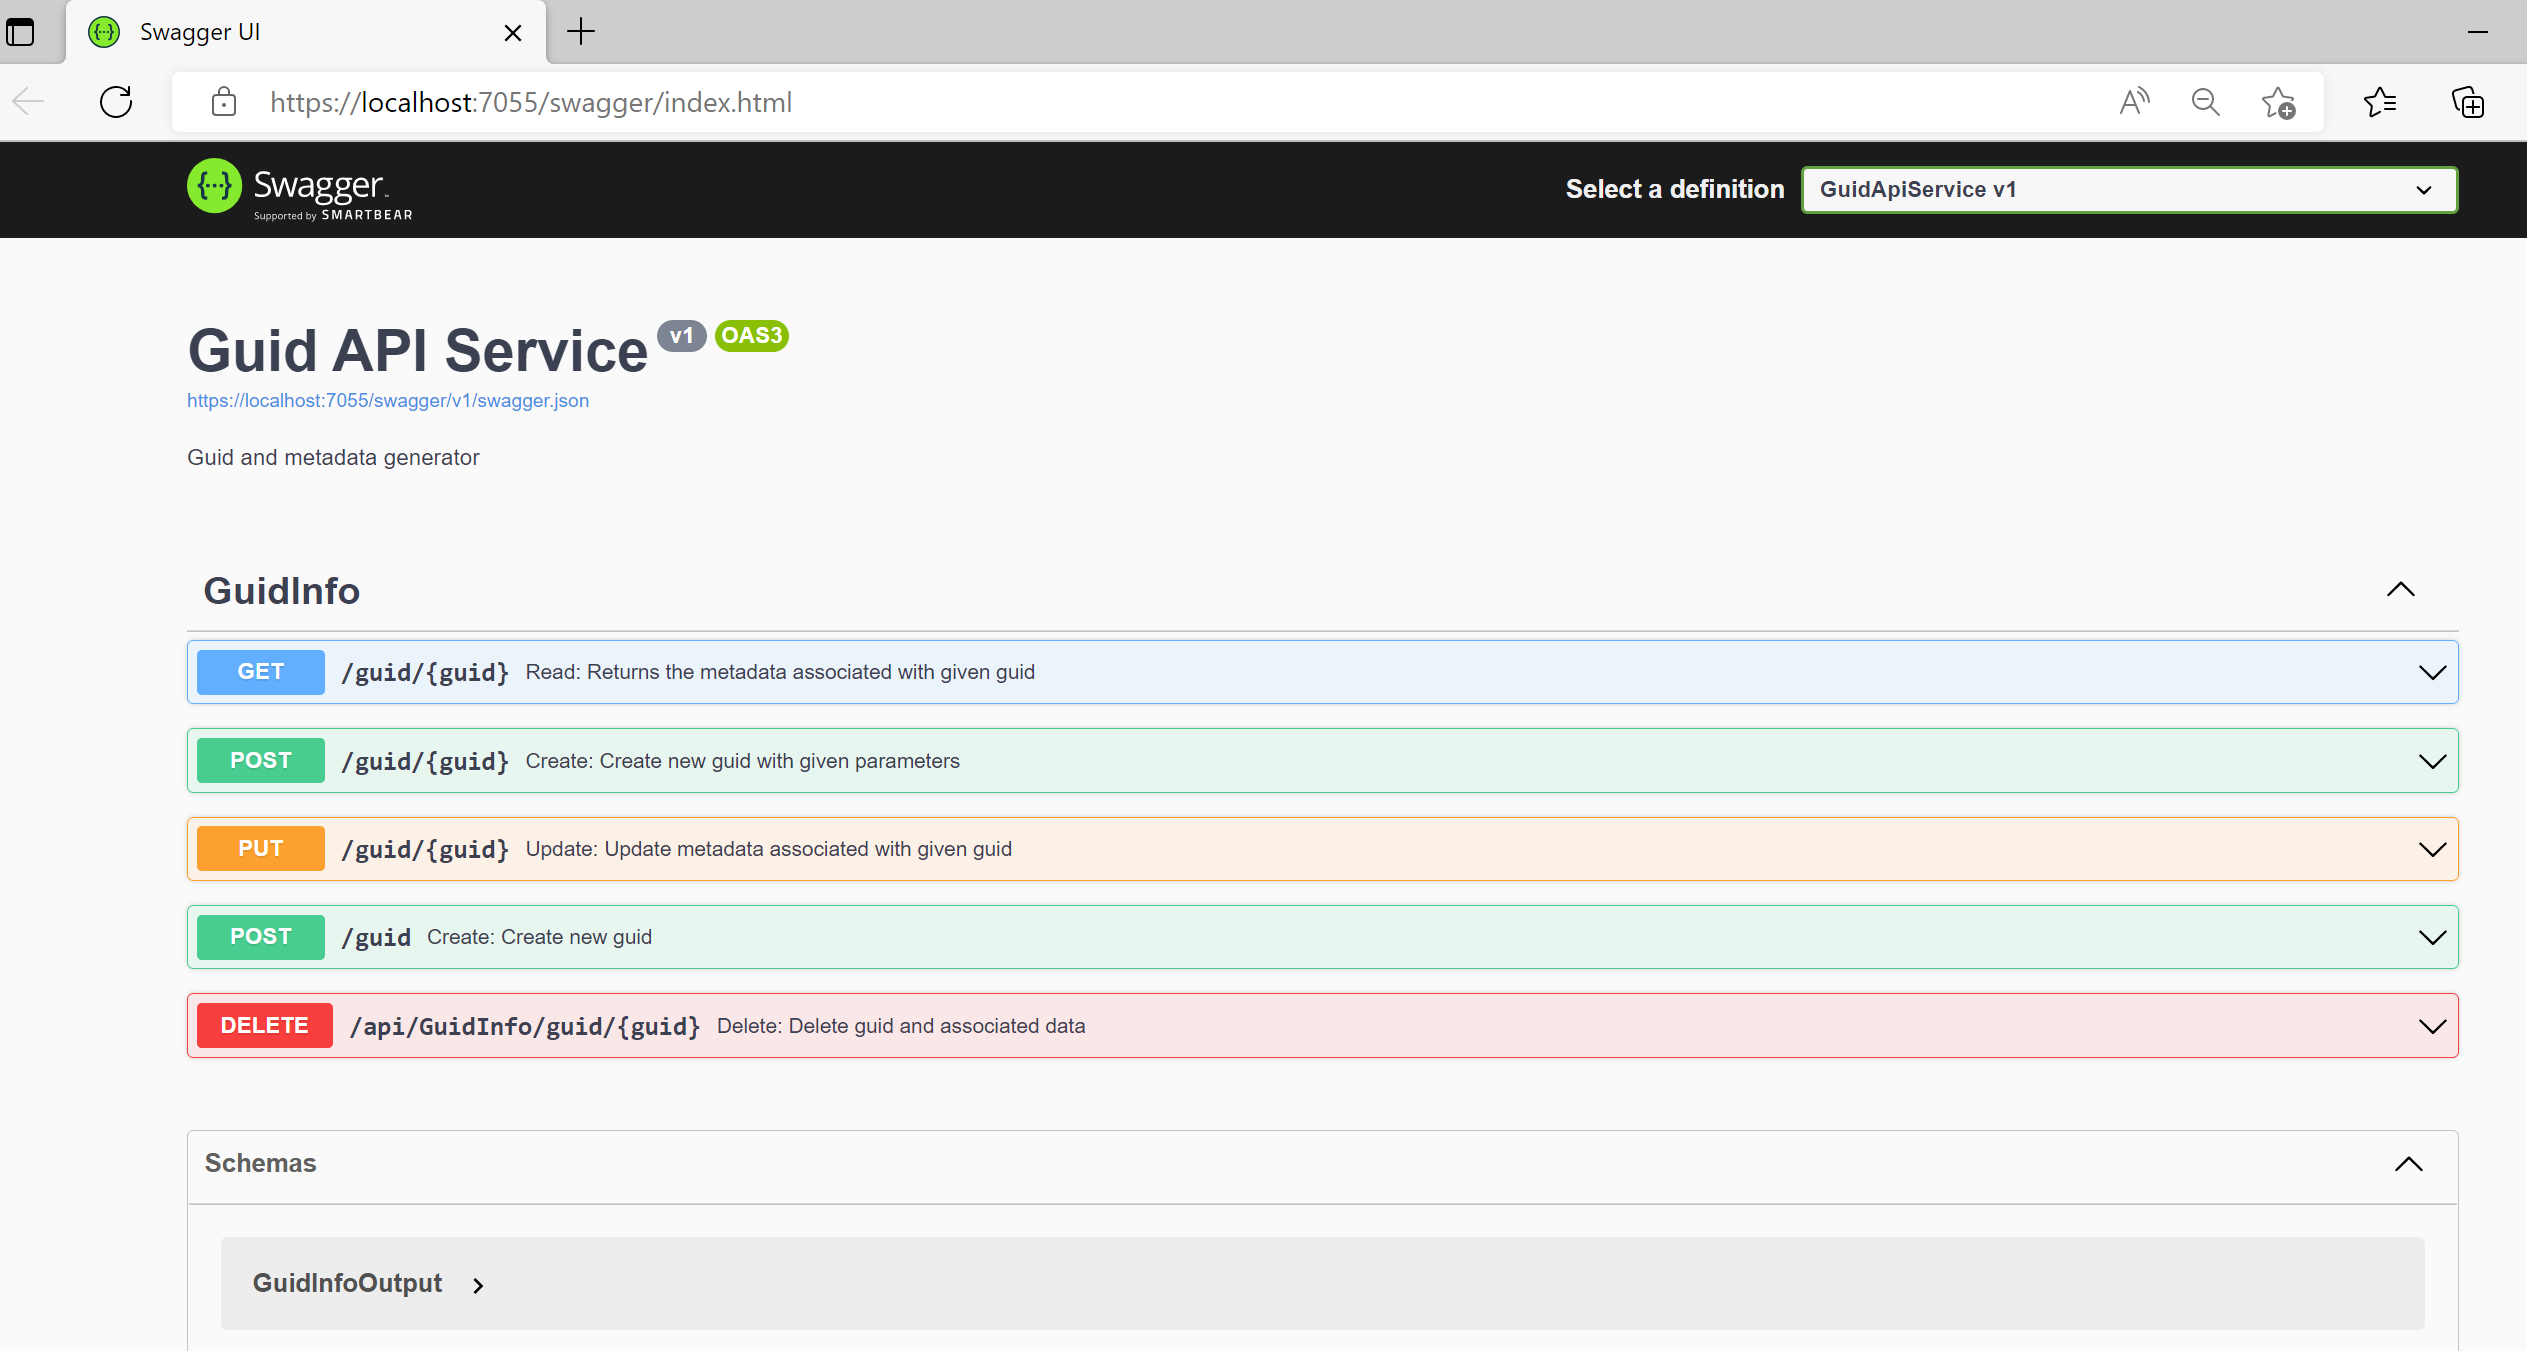 Swagger UI
https://localhost:7055/swagger/index.html
Swagger
Supported by SMARTBEAR
Select a definition
GuidApiService v1
Guid API Service v1 OAS3
https://localhost:7055/swagger/v1/swagger.json
Guid and metadata generator
GuidInfo
GET /guid/{guid} Read: Returns the metadata associated with given guid
POST /guid/{guid} Create: Create new guid with given parameters
PUT /guid/{guid} Update: Update metadata associated with given guid
POST /guid Create: Create new guid
DELETE /api/GuidInfo/guid/{guid} Delete: Delete guid and associated data
Schemas
GuidInfoOutput